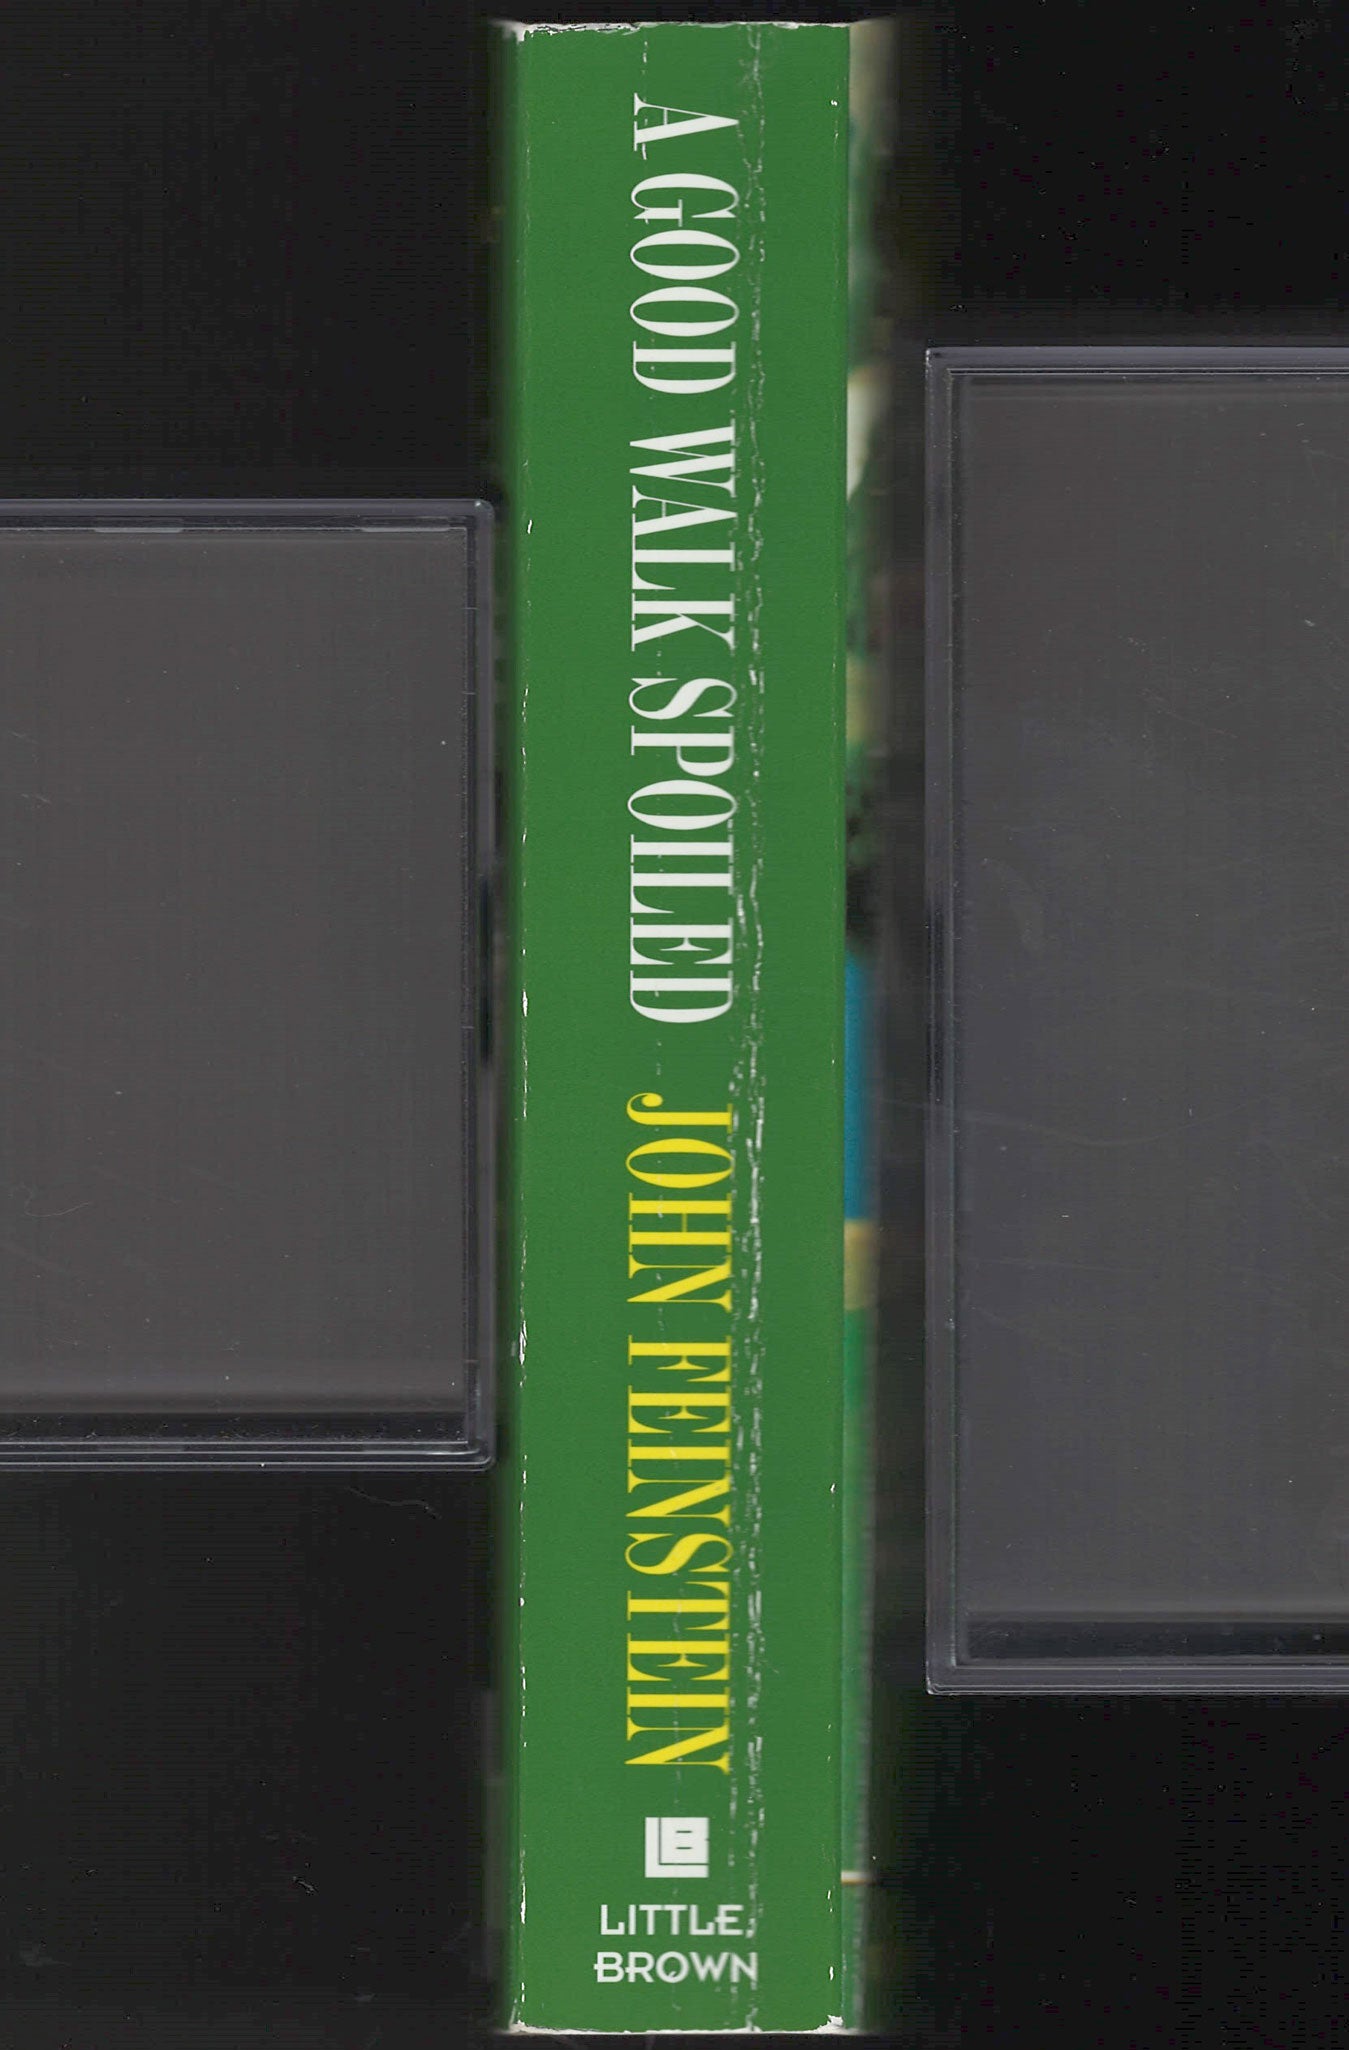 A GOOD WALK SPOILED JOHN FEINSTEIN
LB
LITTLE,
BROWN